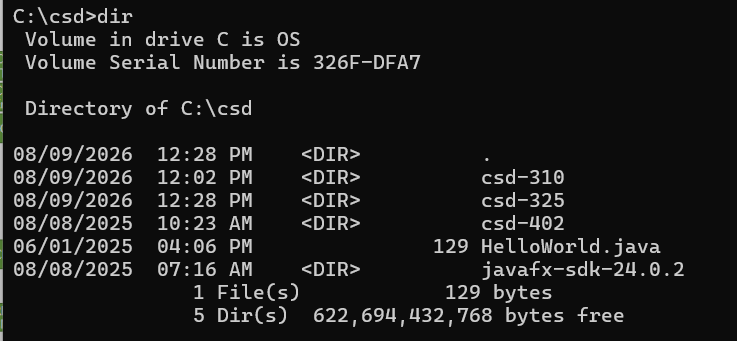 C:\csd>dir
 Volume in drive C is OS
 Volume Serial Number is 326F-DFA7

 Directory of C:\csd

08/09/2026  12:28 PM    <DIR>          .
08/09/2026  12:02 PM    <DIR>          csd-310
08/09/2026  12:28 PM    <DIR>          csd-325
08/08/2025  10:23 AM    <DIR>          csd-402
06/01/2025  04:06 PM               129 HelloWorld.java
08/08/2025  07:16 AM    <DIR>          javafx-sdk-24.0.2
               1 File(s)            129 bytes
               5 Dir(s)  622,694,432,768 bytes free